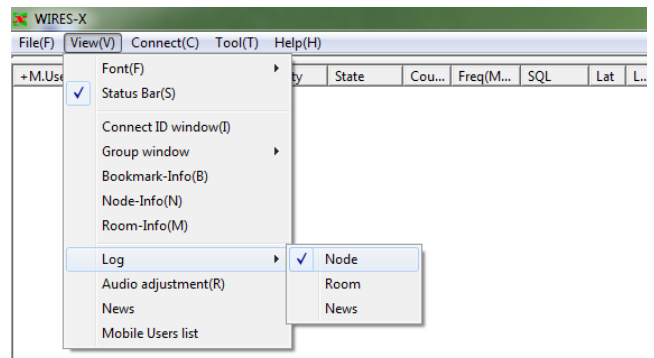 WIRES-X
File(F) View(V) Connect(C) Tool(T) Help(H)
+M.Use ty State Cou... Freq(M... SQL Lat L...
Font(F)
Status Bar(S)
Connect ID window(I)
Group window
Bookmark-Info(B)
Node-Info(N)
Room-Info(M)
Log Node
Audio adjustment(R) Room
News News
Mobile Users list